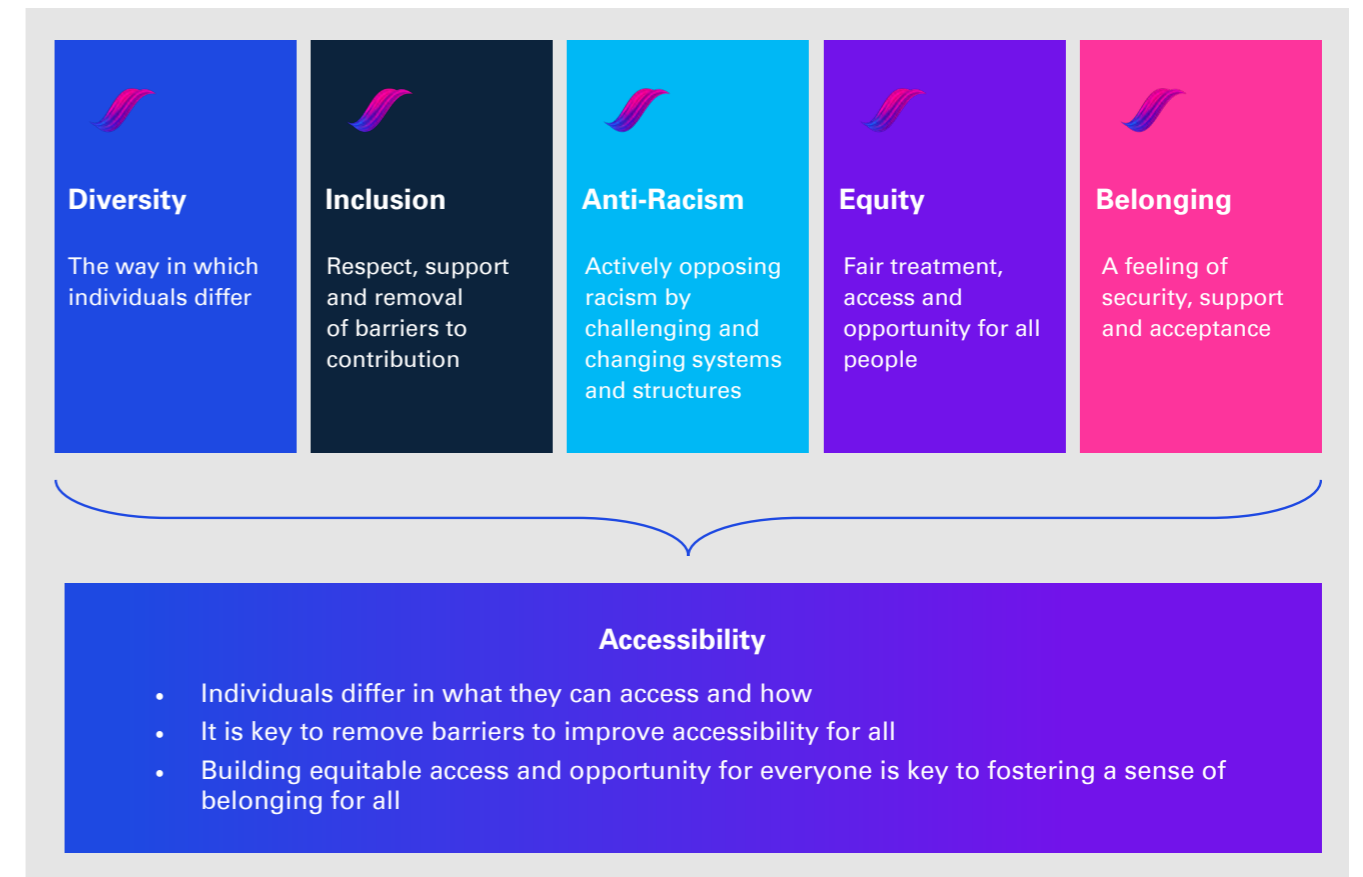 Diversity
The way in which
individuals differ
Inclusion
Respect, support
and removal
of barriers to
contribution
Anti-Racism
Actively opposing
racism by
challenging and
changing systems
and structures
Equity
Fair treatment,
access and
opportunity for all
people
Belonging
A feeling of
security, support
and acceptance
Accessibility
• Individuals differ in what they can access and how
• It is key to remove barriers to improve accessibility for all
• Building equitable access and opportunity for everyone is key to fostering a sense of
belonging for all